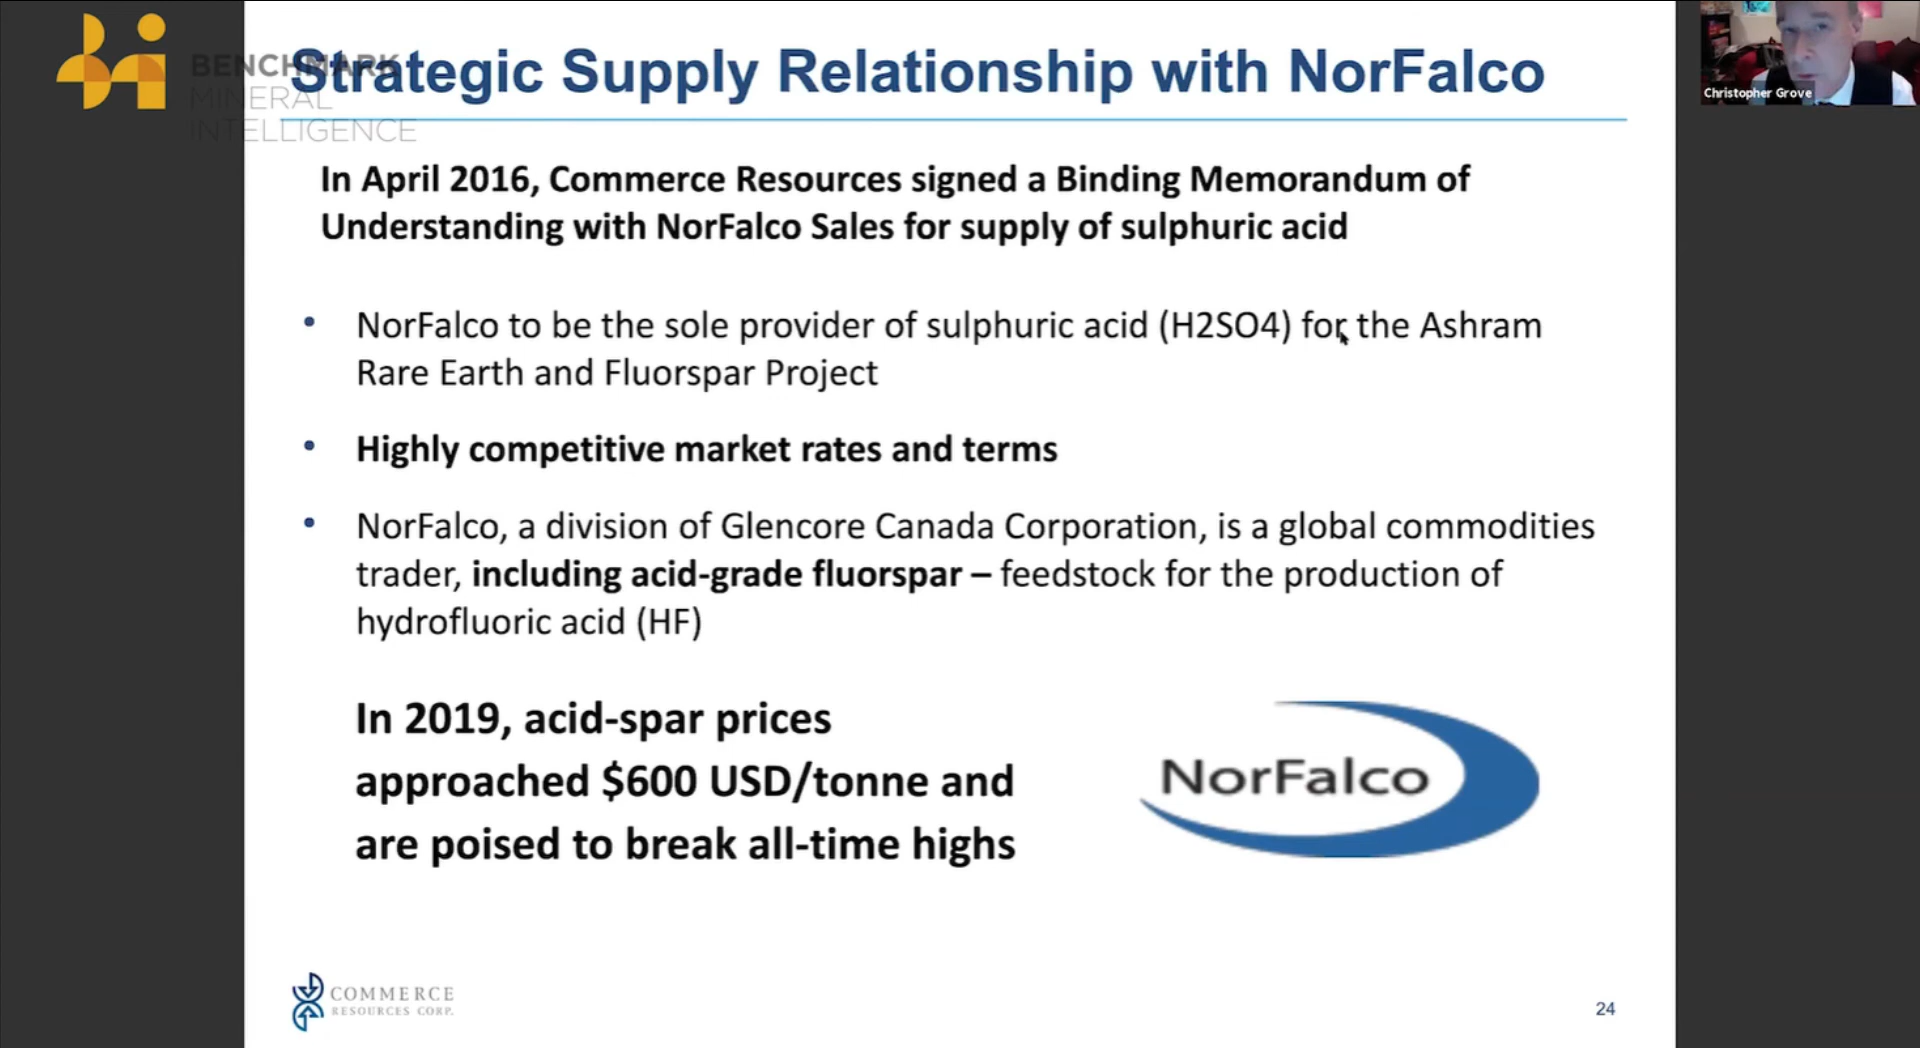 BENCHMARK
MINERAL
INTELLIGENCE
Strategic Supply Relationship with NorFalco
Christopher Grove
In April 2016, Commerce Resources signed a Binding Memorandum of
Understanding with NorFalco Sales for supply of sulphuric acid
• NorFalco to be the sole provider of sulphuric acid (H2SO4) for the Ashram
Rare Earth and Fluorspar Project
• Highly competitive market rates and terms
• NorFalco, a division of Glencore Canada Corporation, is a global commodities
trader, including acid-grade fluorspar – feedstock for the production of
hydrofluoric acid (HF)
In 2019, acid-spar prices
approached $600 USD/tonne and
are poised to break all-time highs
NorFalco
COMMERCE
RESOURCES CORP.
24